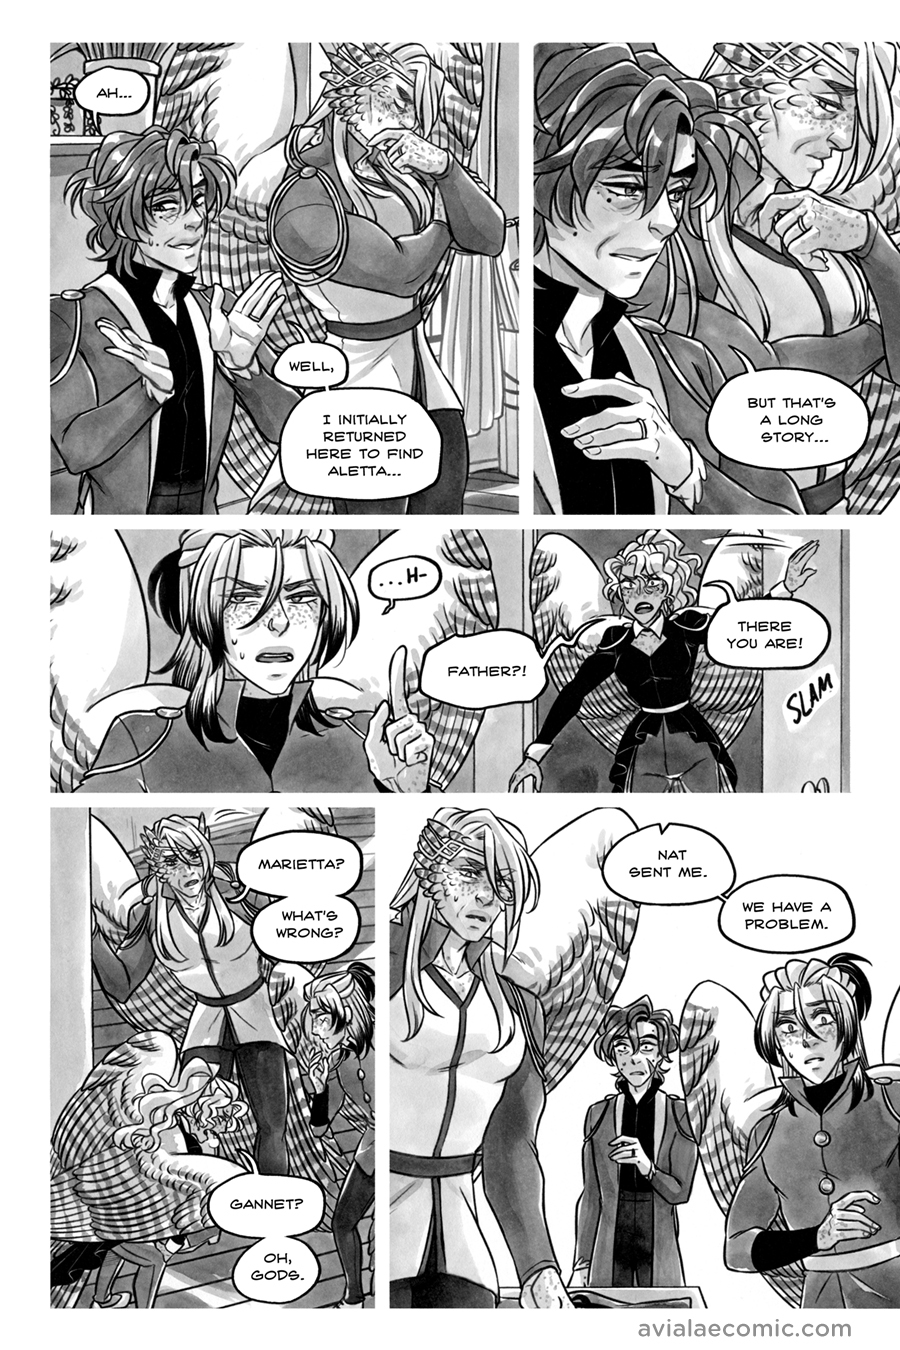 AH...
WELL,
I INITIALLY
RETURNED
HERE TO FIND
ALETTA...
BUT THAT'S
A LONG
STORY...
...H-
FATHER?!
THERE
YOU ARE!
SLAM
MARIETTA?
WHAT'S
WRONG?
GANNET?
OH,
GODS.
NAT
SENT ME.
WE HAVE A
PROBLEM.
avialaecomic.com